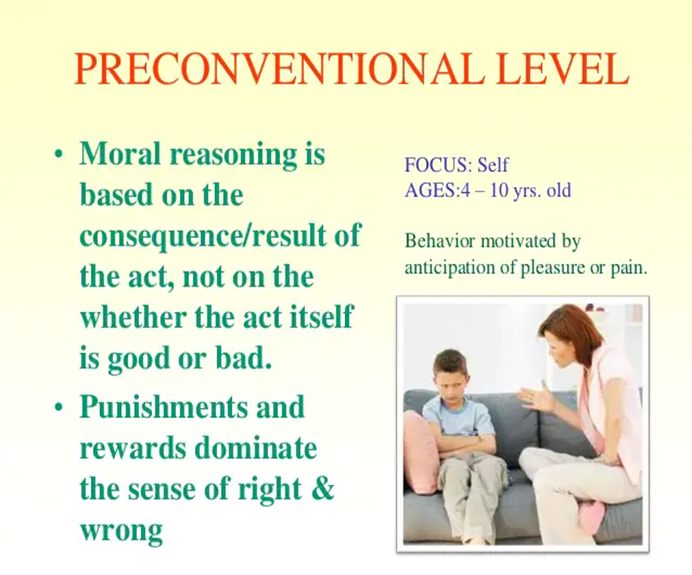 PRECONVENTIONAL LEVEL
• Moral reasoning is
based on the
consequence/result of
the act, not on the
whether the act itself
is good or bad.
• Punishments and
rewards dominate
the sense of right &
wrong
FOCUS: Self
AGES:4 – 10 yrs. old
Behavior motivated by
anticipation of pleasure or pain.